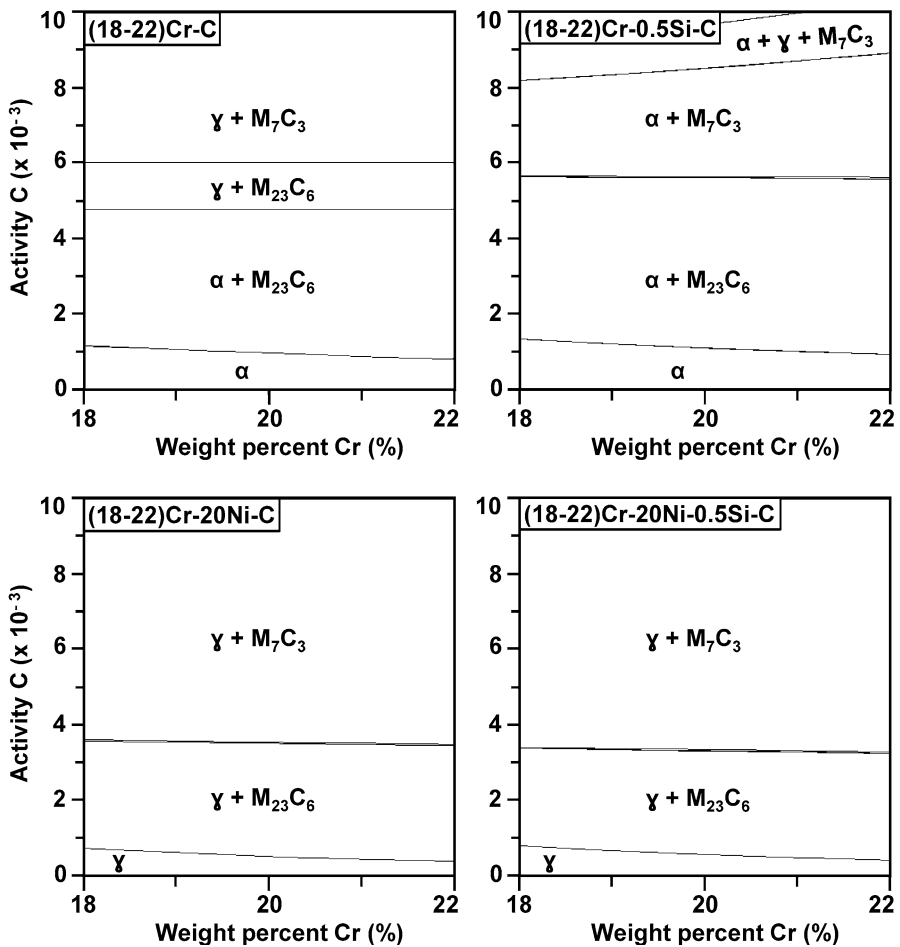 (18-22)Cr-C
10
8
6
4
2
0
Activity C (x 10⁻³)
ɣ + M₇C₃
ɣ + M₂₃C₆
α + M₂₃C₆
α
18
20
22
Weight percent Cr (%)
(18-22)Cr-0.5Si-C
10
8
6
4
2
0
α + ɣ + M₇C₃
α + M₇C₃
α + M₂₃C₆
α
18
20
22
Weight percent Cr (%)
(18-22)Cr-20Ni-C
10
8
6
4
2
0
Activity C (x 10⁻³)
ɣ + M₇C₃
ɣ + M₂₃C₆
ɣ
18
20
22
Weight percent Cr (%)
(18-22)Cr-20Ni-0.5Si-C
10
8
6
4
2
0
ɣ + M₇C₃
ɣ + M₂₃C₆
ɣ
18
20
22
Weight percent Cr (%)